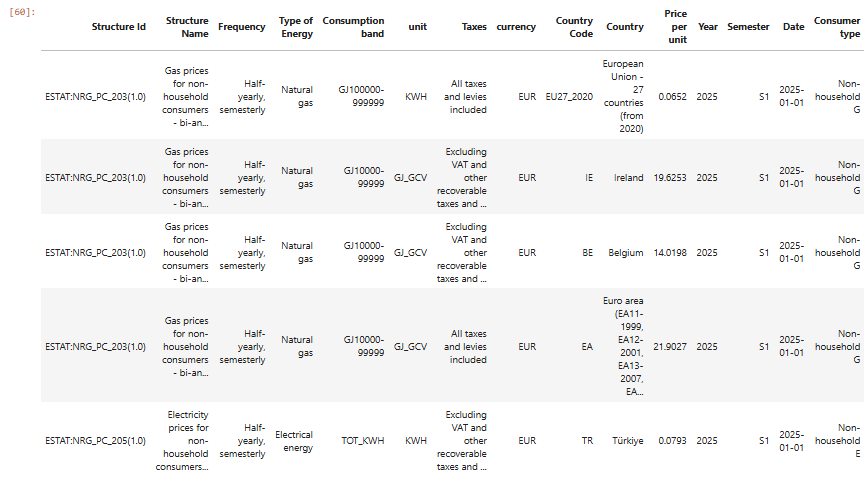 [60]:
Structure Id Structure Name Frequency Type of Energy Consumption band unit Taxes currency Country Code Country Price per unit Year Semester Date Consumer type
ESTAT:NRG_PC_203(1.0) Gas prices for non-household consumers - bi-an... Half-yearly, semesterly Natural gas GJ100000-999999 KWH All taxes and levies included EUR EU27_2020 European Union - 27 countries (from 2020) 0.0652 2025 S1 2025-01-01 Non-household G
ESTAT:NRG_PC_203(1.0) Gas prices for non-household consumers - bi-an... Half-yearly, semesterly Natural gas GJ10000-99999 GJ_GCV Excluding VAT and other recoverable taxes and ... EUR IE Ireland 19.6253 2025 S1 2025-01-01 Non-household G
ESTAT:NRG_PC_203(1.0) Gas prices for non-household consumers - bi-an... Half-yearly, semesterly Natural gas GJ10000-99999 GJ_GCV Excluding VAT and other recoverable taxes and ... EUR BE Belgium 14.0198 2025 S1 2025-01-01 Non-household G
ESTAT:NRG_PC_203(1.0) Gas prices for non-household consumers - bi-an... Half-yearly, semesterly Natural gas GJ10000-99999 GJ_GCV All taxes and levies included EUR EA Euro area (EA11-1999, EA12-2001, EA13-2007, EA... 21.9027 2025 S1 2025-01-01 Non-household G
ESTAT:NRG_PC_205(1.0) Electricity prices for non-household consumers... Half-yearly, semesterly Electrical energy TOT_KWH KWH Excluding VAT and other recoverable taxes and ... EUR TR Türkiye 0.0793 2025 S1 2025-01-01 Non-household E